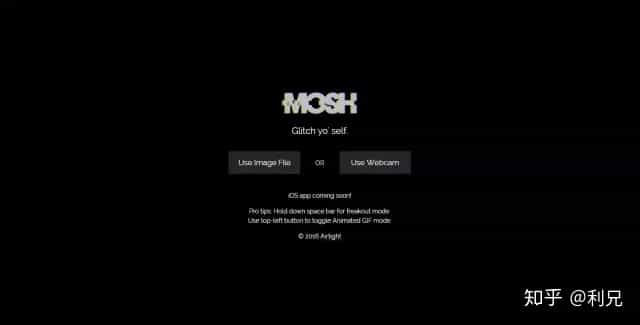 MOSH
Glitch yo' self.
Use Image File OR Use Webcam
iOS app coming soon!
Pro tips: Hold down space bar for freakout mode
Use top-left button to toggle Animated GIF mode
© 2016 Airtight
知乎 @利兄